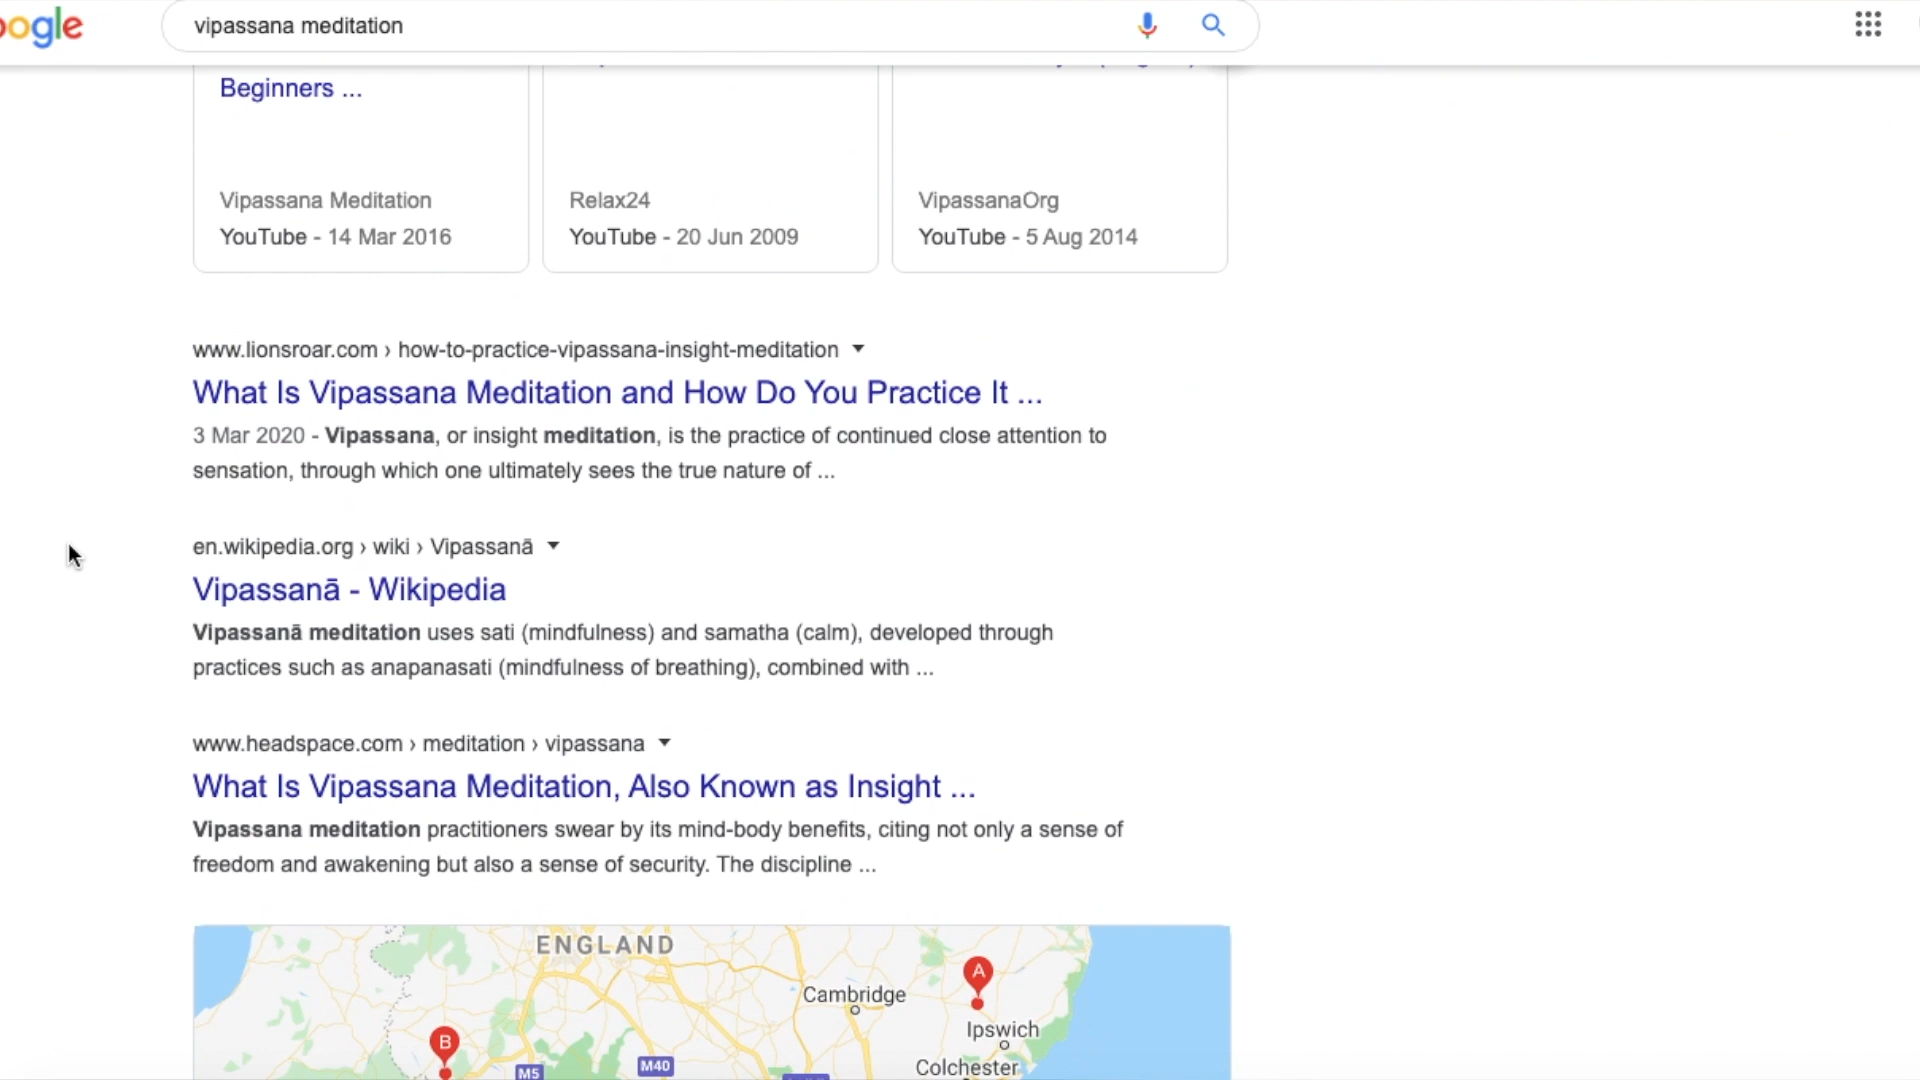 oogle
vipassana meditation
Beginners ...
Vipassana Meditation
YouTube - 14 Mar 2016
Relax24
YouTube - 20 Jun 2009
VipassanaOrg
YouTube - 5 Aug 2014
www.lionsroar.com › how-to-practice-vipassana-insight-meditation
What Is Vipassana Meditation and How Do You Practice It ...
3 Mar 2020 - Vipassana, or insight meditation, is the practice of continued close attention to
sensation, through which one ultimately sees the true nature of ...
en.wikipedia.org › wiki › Vipassanā
Vipassanā - Wikipedia
Vipassanā meditation uses sati (mindfulness) and samatha (calm), developed through
practices such as anapanasati (mindfulness of breathing), combined with ...
www.headspace.com › meditation › vipassana
What Is Vipassana Meditation, Also Known as Insight ...
Vipassana meditation practitioners swear by its mind-body benefits, citing not only a sense of
freedom and awakening but also a sense of security. The discipline ...
ENGLAND
A
Cambridge
Ipswich
B
M40
Colchester
M5